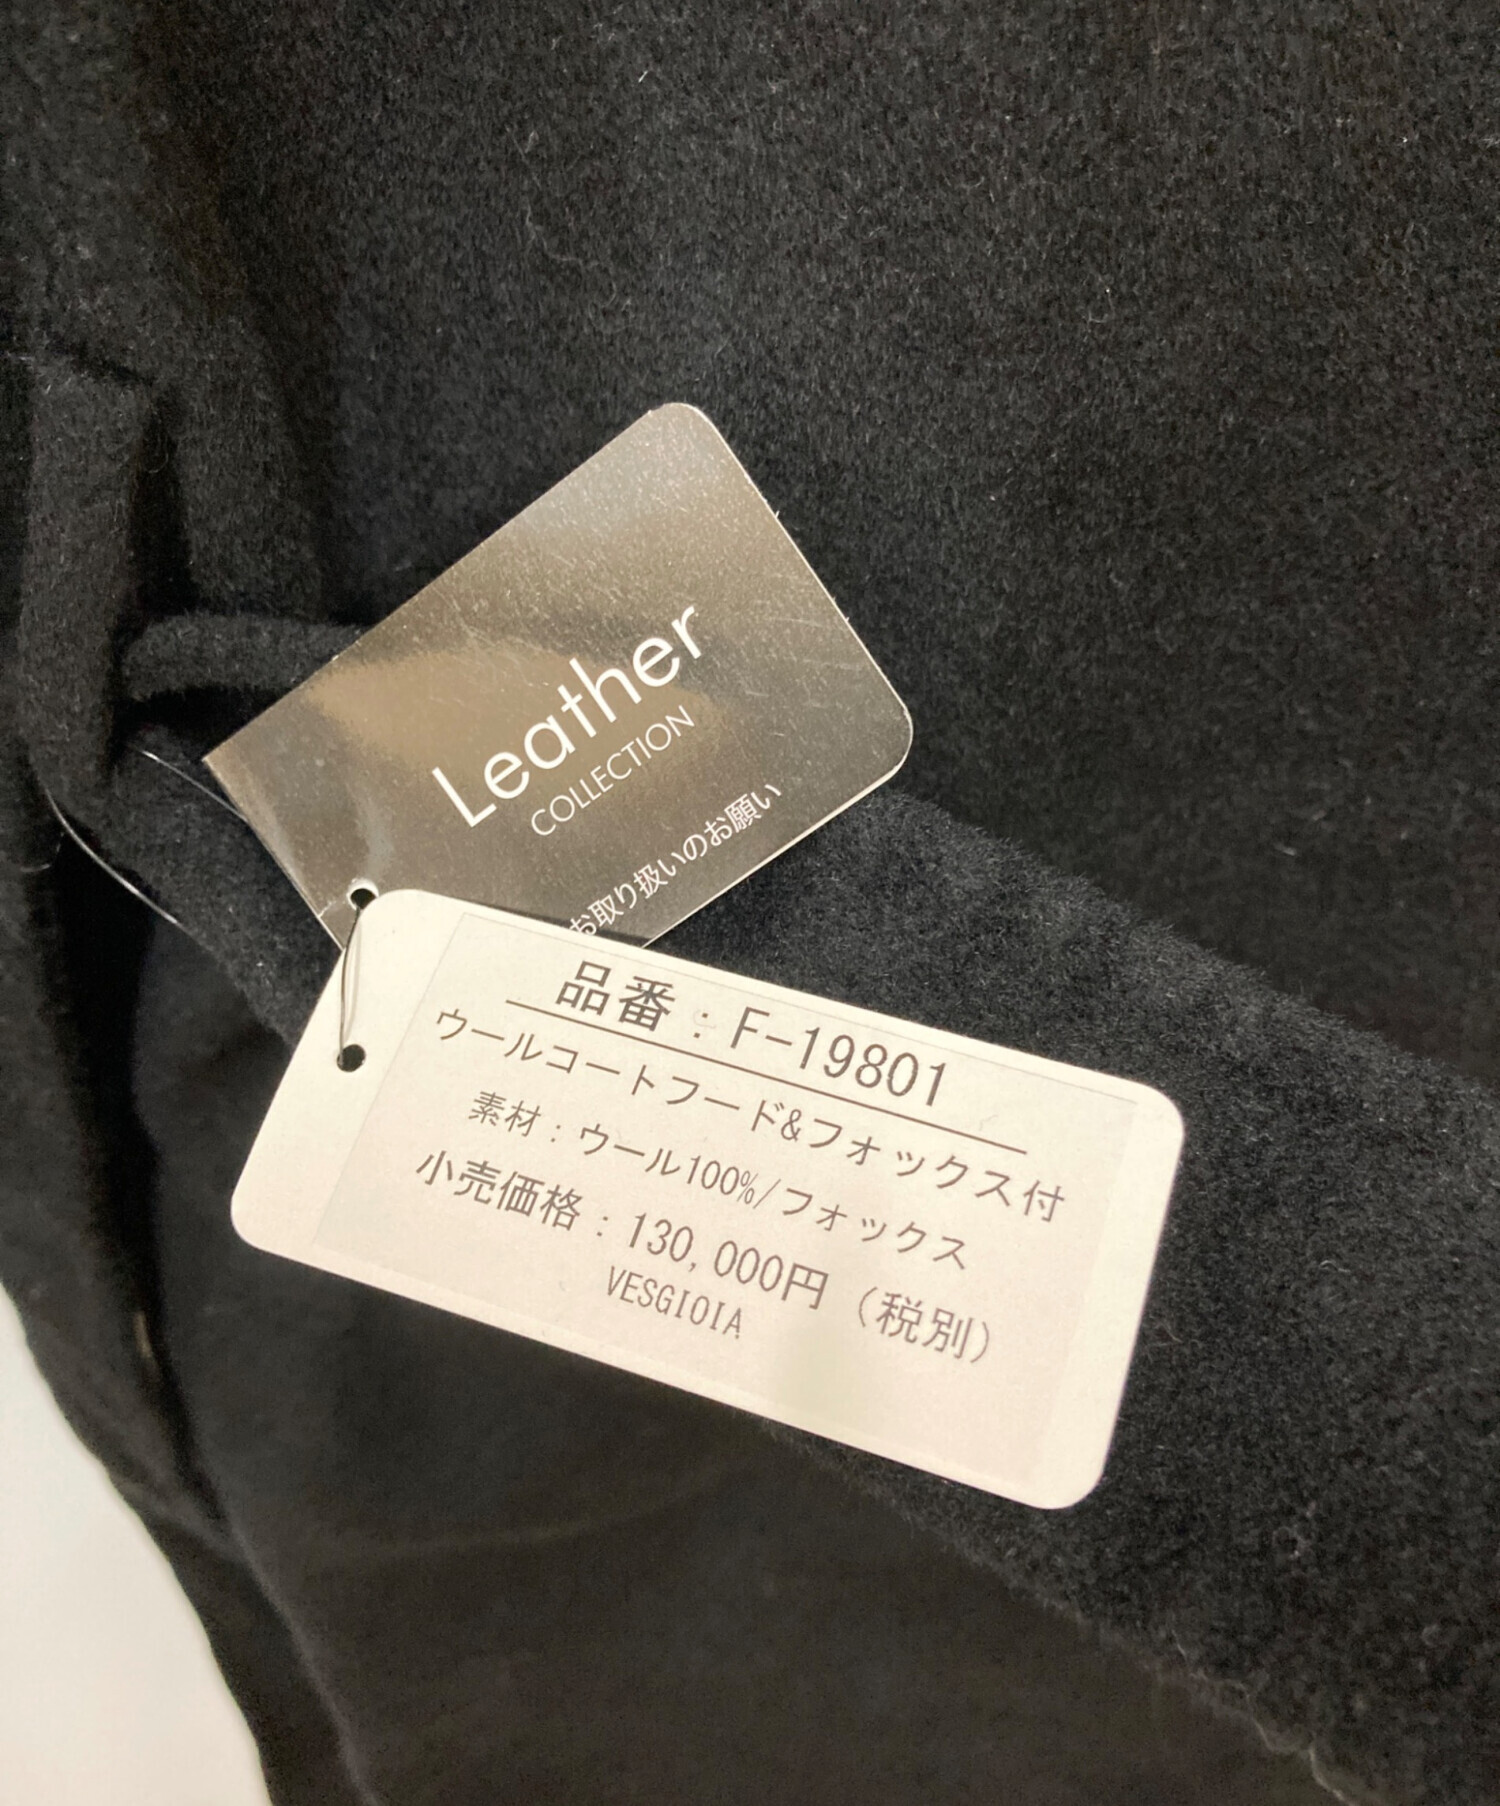 Leather
COLLECTION
お取り扱いのお願い
品番：F-19801
ウールコートフード&フォックス付
素材：ウール100%/フォックス
小売価格：130,000円（税別）
VESGIOIA